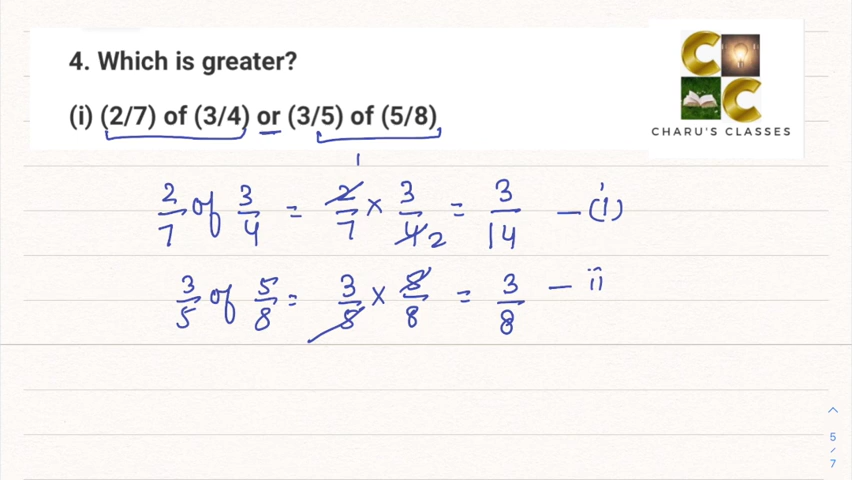 4. Which is greater?
(i) (2/7) of (3/4) or (3/5) of (5/8)
C
C
CHARU'S CLASSES
2/7 of 3/4 = 2/7 × 3/4 = 3/14 — (i)
1
2
3/5 of 5/8 = 3/5 × 5/8 = 3/8 — ii
5
/
7